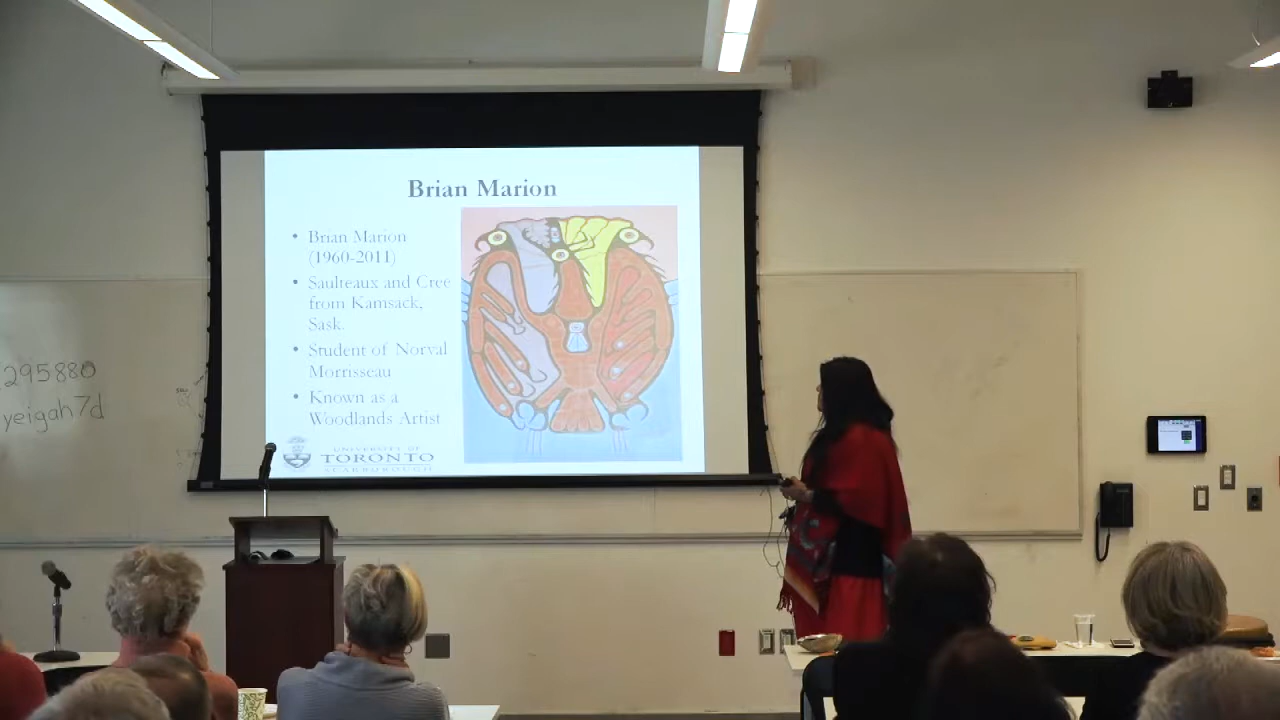 Brian Marion
• Brian Marion
(1960-2011)
• Saulteaux and Cree
from Kamsack,
Sask.
• Student of Norval
Morrisseau
• Known as a
Woodlands Artist
UNIVERSITY OF
TORONTO
SCARBOROUGH
295880
yeigah7d